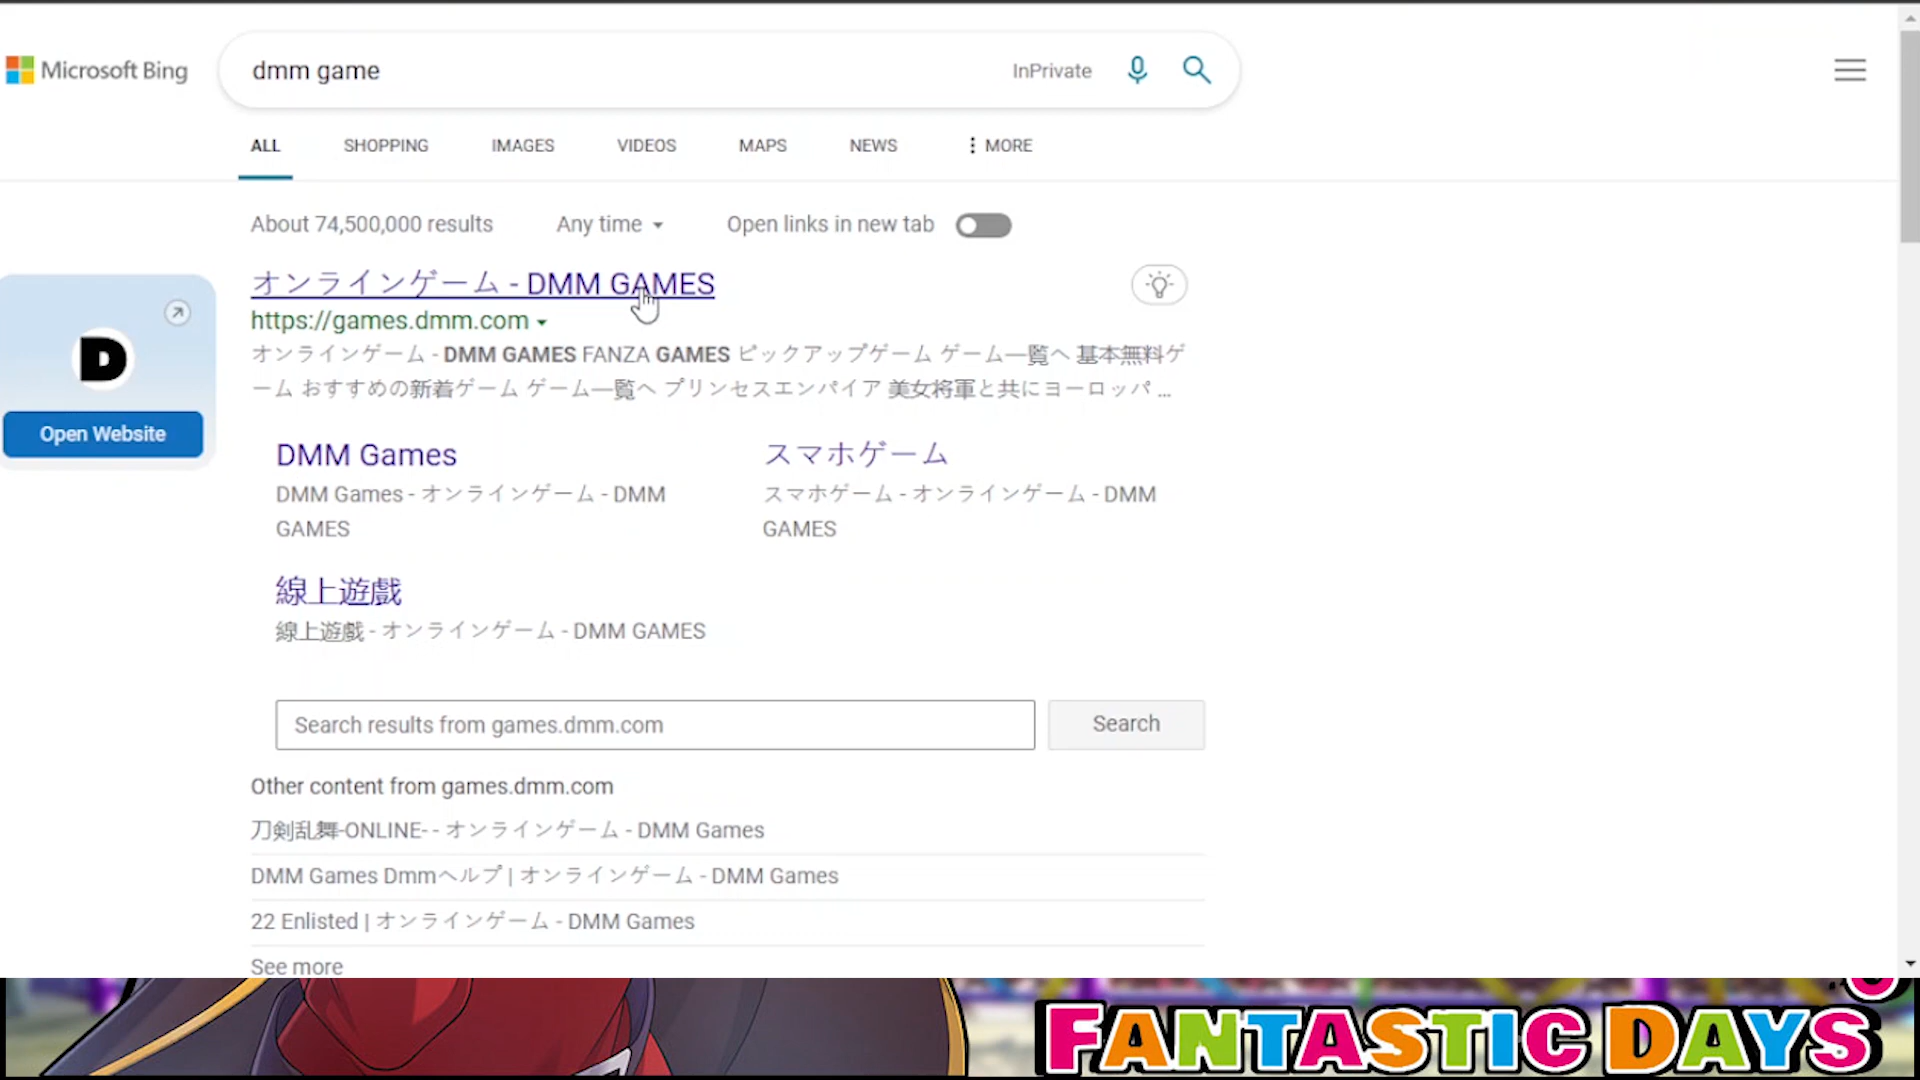 Microsoft Bing
dmm game
InPrivate
ALL SHOPPING IMAGES VIDEOS MAPS NEWS MORE
About 74,500,000 results Any time Open links in new tab
オンラインゲーム - DMM GAMES
https://games.dmm.com
オンラインゲーム - DMM GAMES FANZA GAMES ピックアップゲーム ゲーム一覧へ 基本無料ゲ
ーム おすすめの新着ゲーム ゲーム一覧へ プリンセスエンパイア 美女将軍と共にヨーロッパ ...
D
Open Website
DMM Games
DMM Games - オンラインゲーム - DMM
GAMES
スマホゲーム
スマホゲーム - オンラインゲーム - DMM
GAMES
線上遊戲
線上遊戲 - オンラインゲーム - DMM GAMES
Search results from games.dmm.com
Search
Other content from games.dmm.com
刀剣乱舞-ONLINE- - オンラインゲーム - DMM Games
DMM Games Dmmヘルプ | オンラインゲーム - DMM Games
22 Enlisted | オンラインゲーム - DMM Games
See more
FANTASTIC DAYS